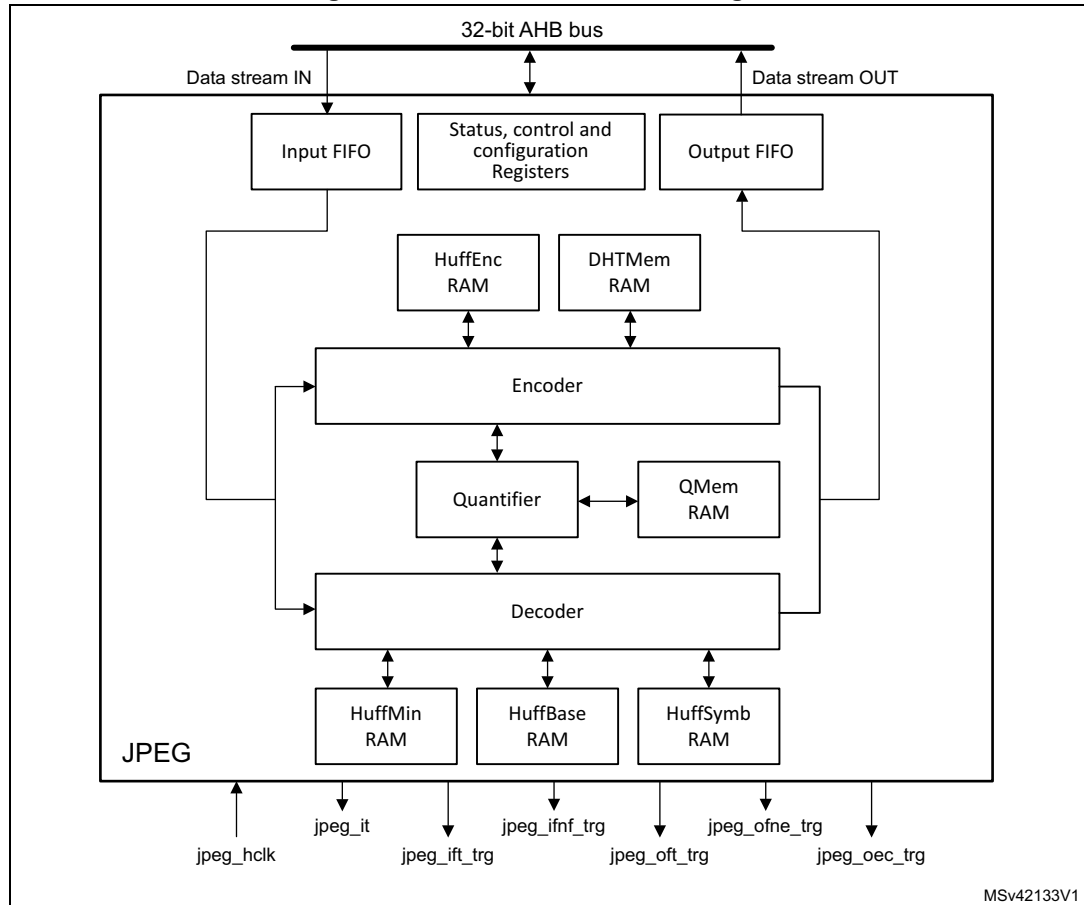 32-bit AHB bus
Data stream IN
Data stream OUT
Input FIFO
Status, control and
configuration
Registers
Output FIFO
HuffEnc
RAM
DHTMem
RAM
Encoder
Quantifier
QMem
RAM
Decoder
HuffMin
RAM
HuffBase
RAM
HuffSymb
RAM
JPEG
jpeg_hclk
jpeg_it
jpeg_ift_trg
jpeg_ifnf_trg
jpeg_oft_trg
jpeg_ofne_trg
jpeg_oec_trg
MSv42133V1